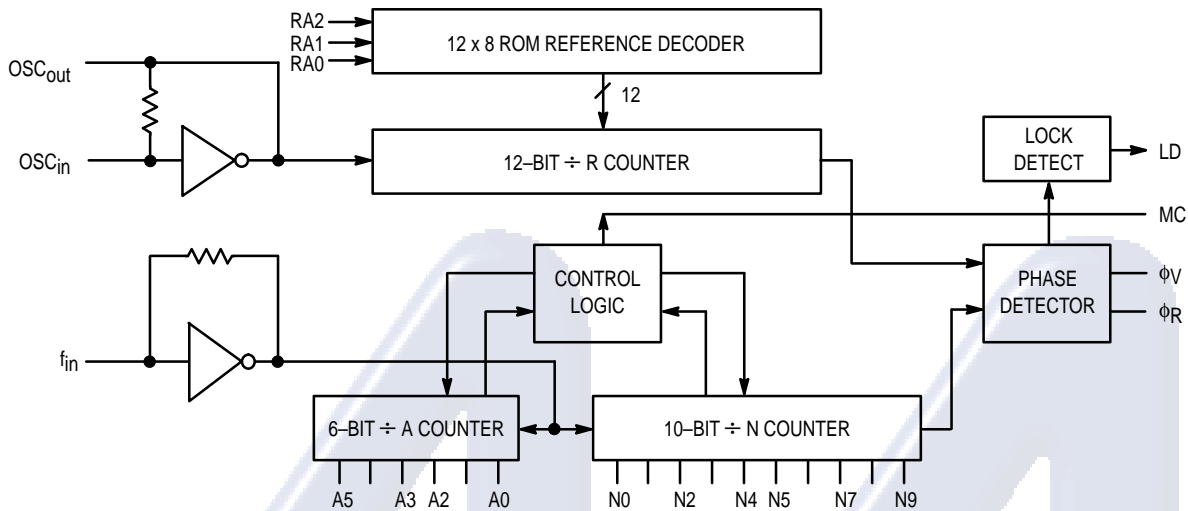 RA2
RA1
RA0
12 x 8 ROM REFERENCE DECODER
OSCout
12
OSCin
12–BIT ÷ R COUNTER
LOCK
DETECT
LD
MC
CONTROL
LOGIC
PHASE
DETECTOR
ϕV
ϕR
fin
6–BIT ÷ A COUNTER
10–BIT ÷ N COUNTER
A5 A3 A2 A0 N0 N2 N4 N5 N7 N9